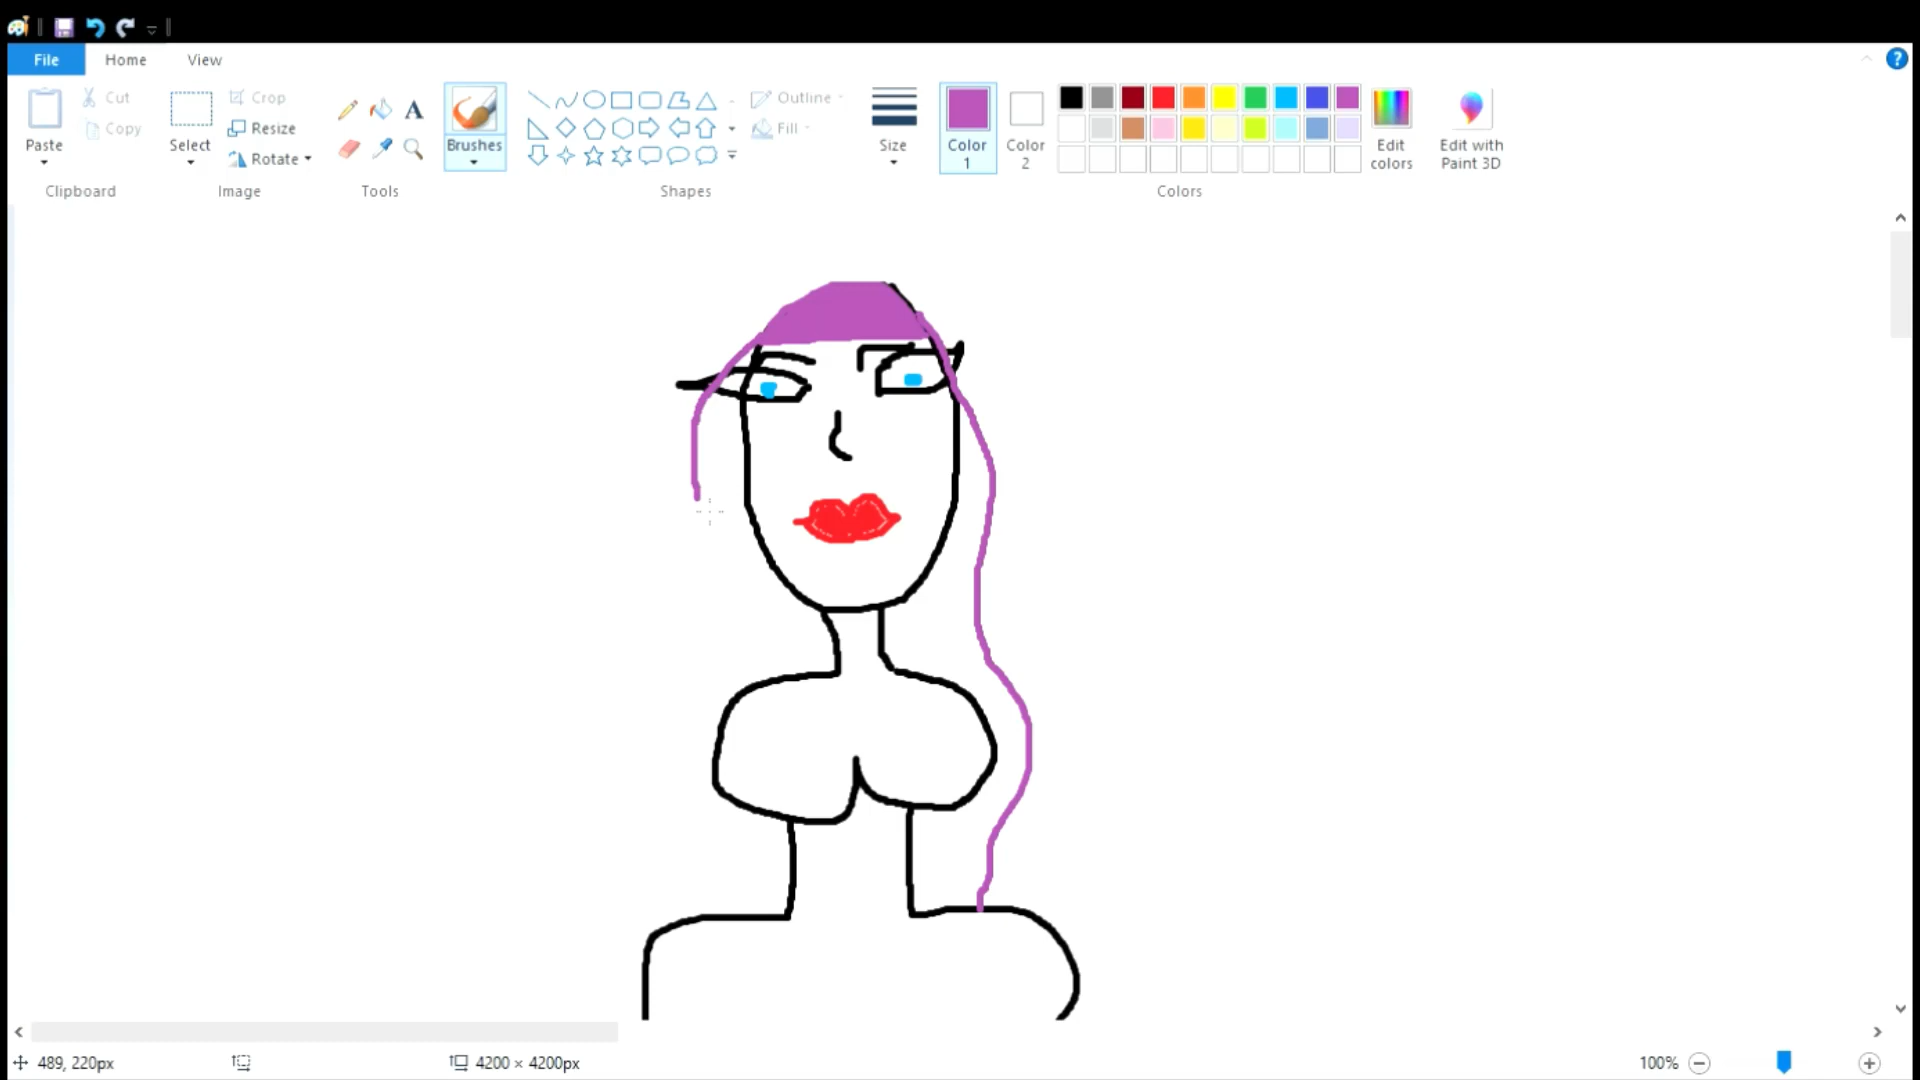 File Home View
?
Paste Cut Copy
Select Crop Resize Rotate
A
Brushes
Outline Fill
Size
Color 1
Color 2
Edit colors
Edit with Paint 3D
Clipboard Image Tools Shapes Colors
489, 220px 4200 × 4200px 100%